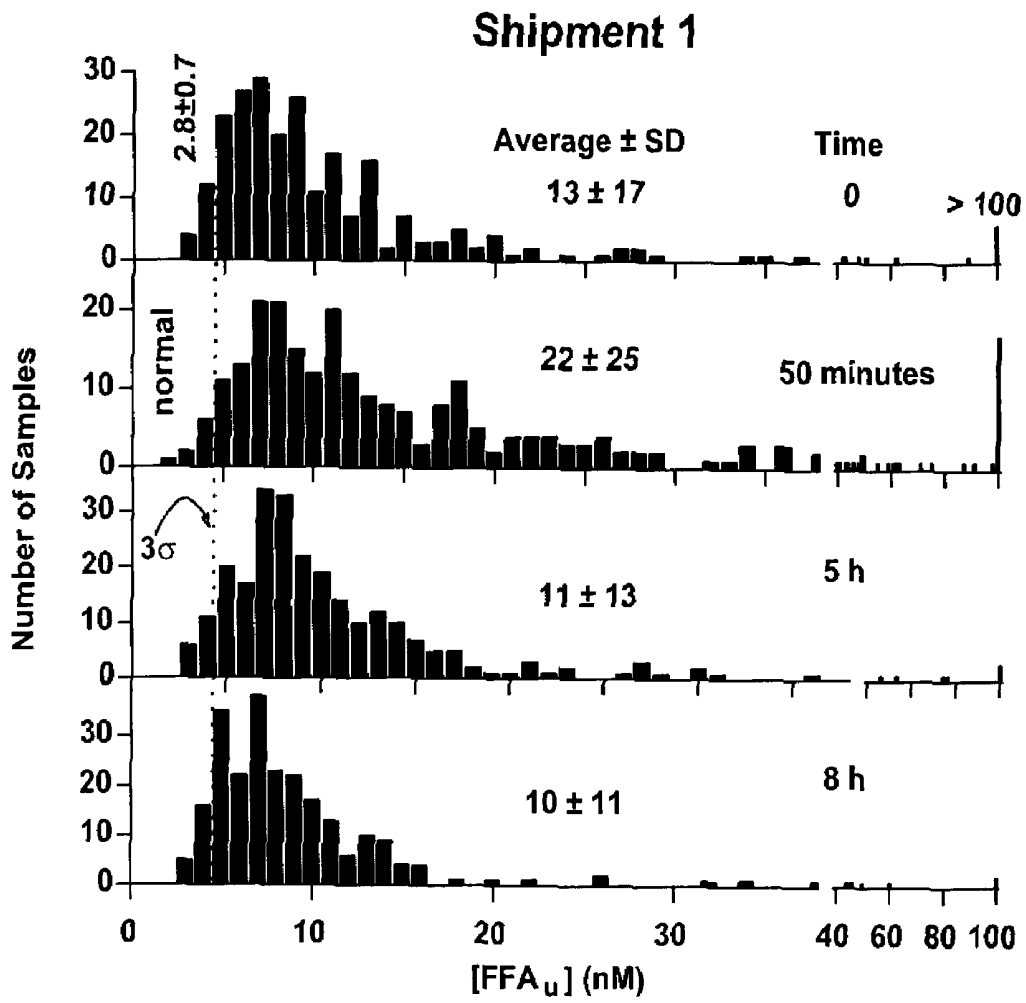 Shipment 1
Number of Samples
30
20
10
0
2.8±0.7
Average ± SD
13 ± 17
Time
0
> 100
20
10
0
normal
22 ± 25
50 minutes
30
20
10
0
3σ
11 ± 13
5 h
30
20
10
0
10 ± 11
8 h
0 10 20 30 40 60 80 100
[FFAu] (nM)